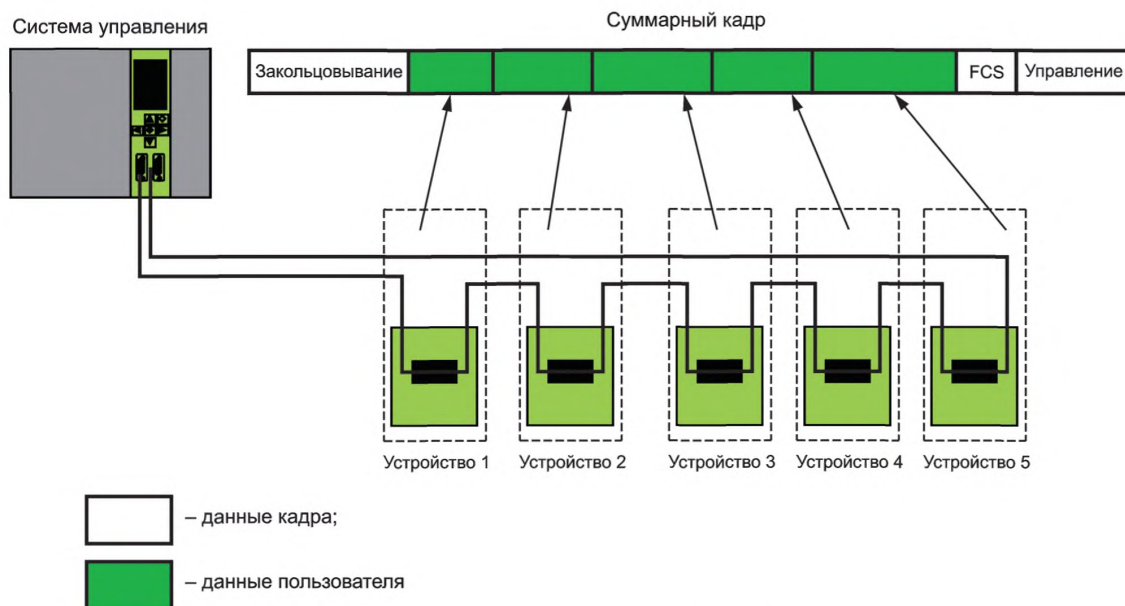 Система управления
Суммарный кадр
Закольцовывание
FCS
Управление
Устройство 1
Устройство 2
Устройство 3
Устройство 4
Устройство 5
– данные кадра;
– данные пользователя